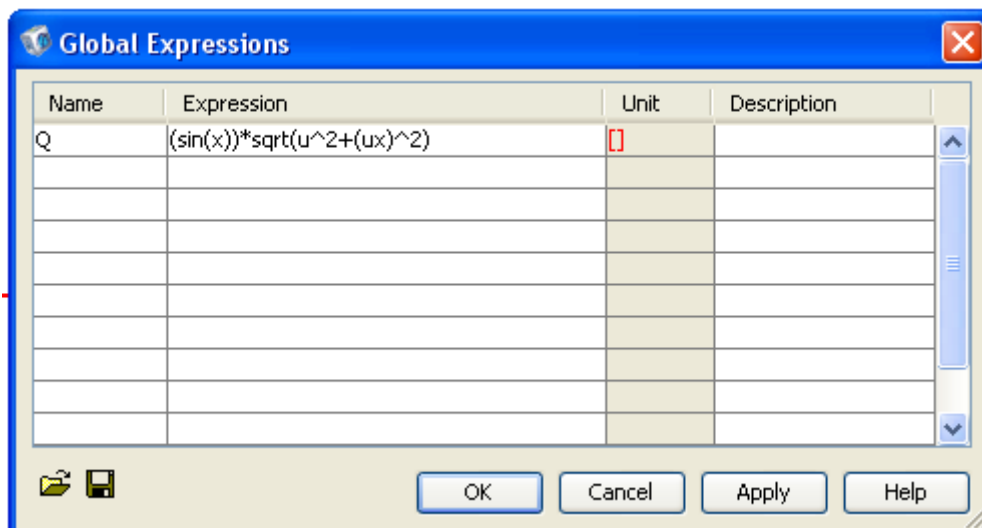 Global Expressions
Name Expression Unit Description
Q (sin(x))*sqrt(u^2+(ux)^2) []
OK Cancel Apply Help